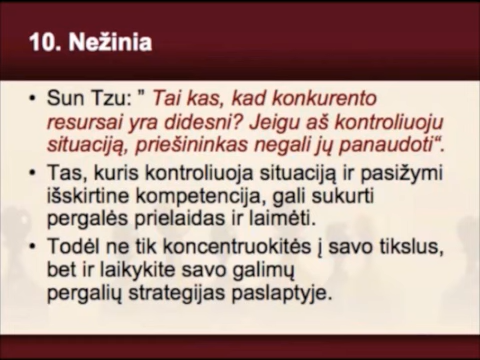 10. Nežinia
• Sun Tzu: " Tai kas, kad konkurento
resursai yra didesni? Jeigu aš kontroliuoju
situaciją, priešininkas negali jų panaudoti“.
• Tas, kuris kontroliuoja situaciją ir pasižymi
išskirtine kompetencija, gali sukurti
pergalės prielaidas ir laimėti.
• Todėl ne tik koncentruokitės į savo tikslus,
bet ir laikykite savo galimų
pergalių strategijas paslaptyje.